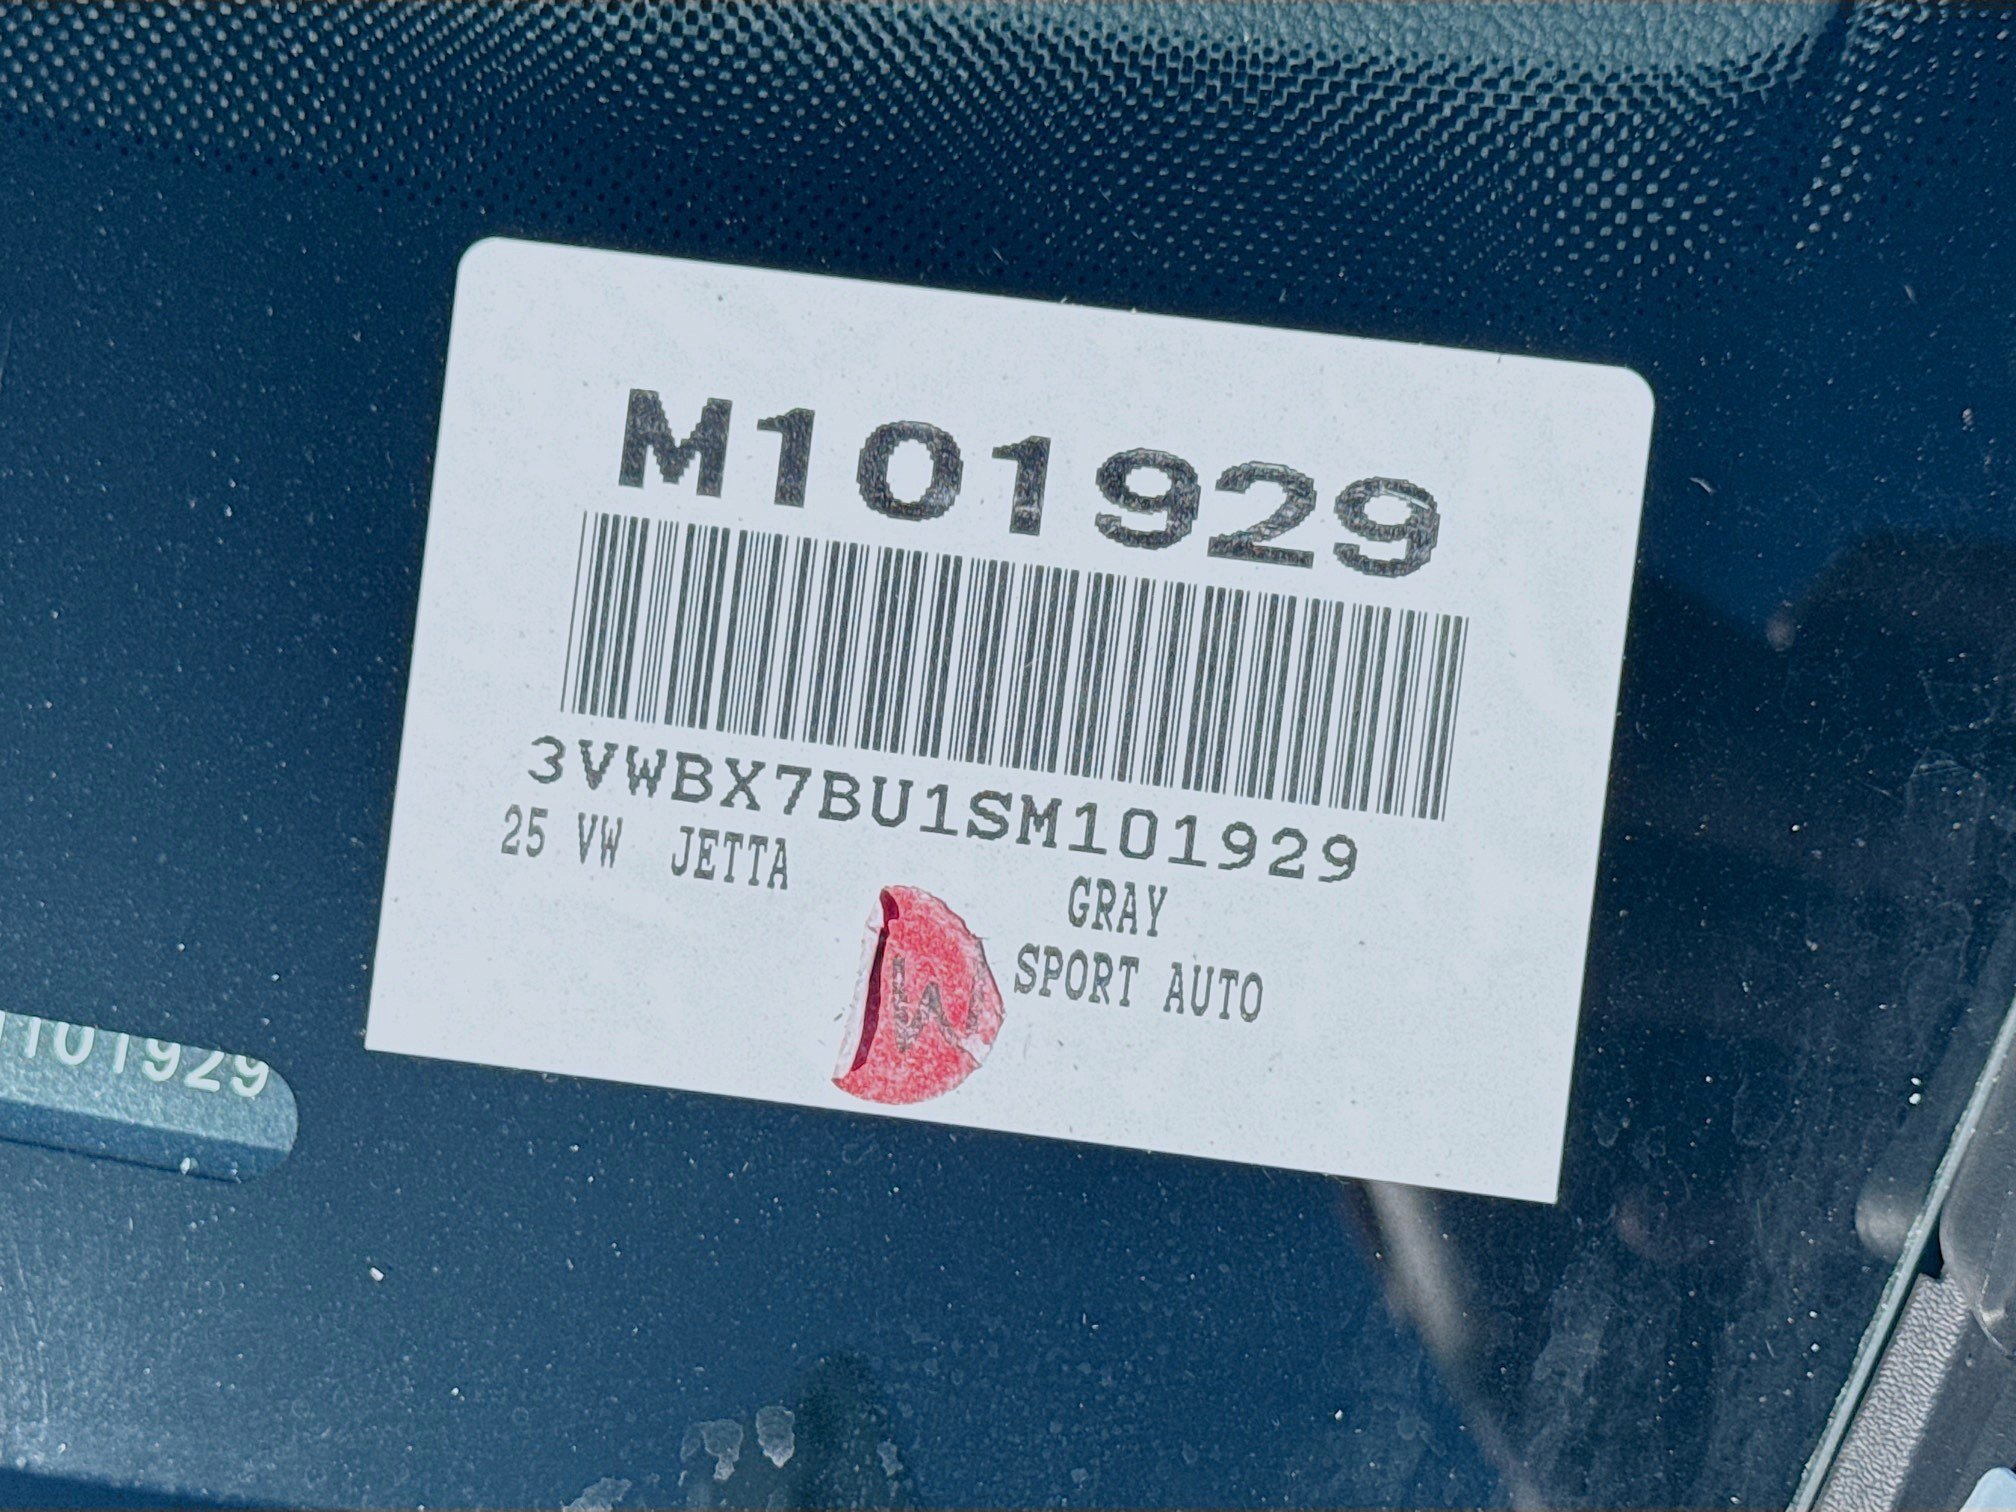 M101929
3VWBX7BU1SM101929
25 VW JETTA
GRAY
SPORT AUTO
W
101929